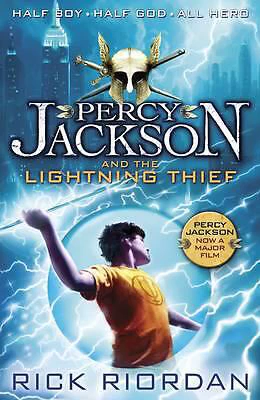 HALF BOY · HALF GOD · ALL HERO
PERCY
JACKSON
AND THE
LIGHTNING THIEF
PERCY
JACKSON
NOW A
MAJOR
FILM
RICK RIORDAN